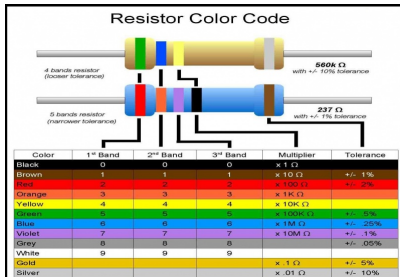 Resistor Color Code
4 bands resistor
(looser tolerance)
560k Ω
with +/- 10% tolerance
5 bands resistor
(narrower tolerance)
237 Ω
with +/- 1% tolerance
Color 1st Band 2nd Band 3rd Band Multiplier Tolerance
Black 0 0 0 x 1 Ω
Brown 1 1 1 x 10 Ω +/- 1%
Red 2 2 2 x 100 Ω +/- 2%
Orange 3 3 3 x 1K Ω
Yellow 4 4 4 x 10K Ω
Green 5 5 5 x 100K Ω +/- .5%
Blue 6 6 6 x 1M Ω +/- .25%
Violet 7 7 7 x 10M Ω +/- .1%
Grey 8 8 8 +/- .05%
White 9 9 9
Gold x .1 Ω +/- 5%
Silver x .01 Ω +/- 10%